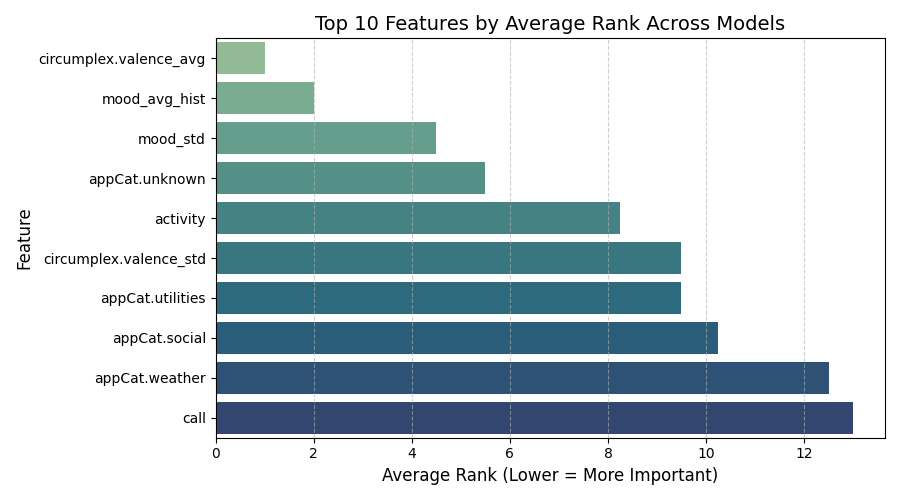 Top 10 Features by Average Rank Across Models
Feature
circumplex.valence_avg
mood_avg_hist
mood_std
appCat.unknown
activity
circumplex.valence_std
appCat.utilities
appCat.social
appCat.weather
call
0 2 4 6 8 10 12
Average Rank (Lower = More Important)